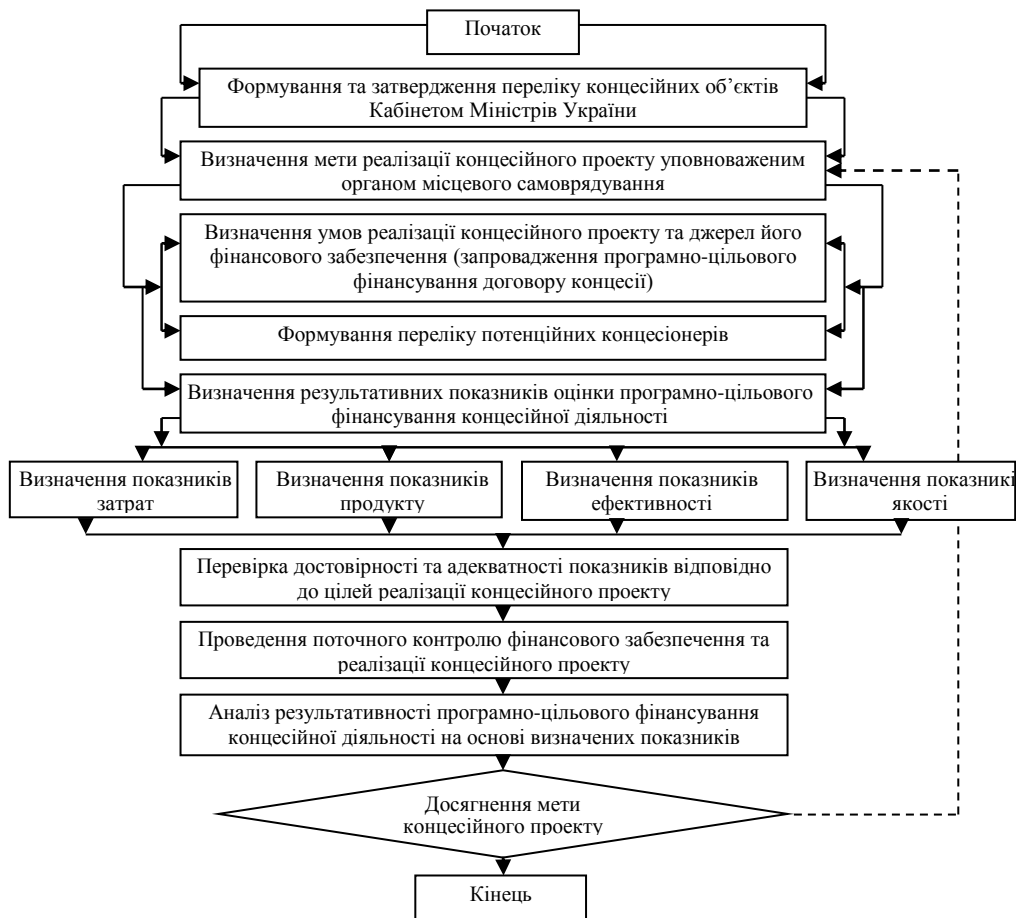 Початок
Формування та затвердження переліку концесійних об’єктів
Кабінетом Міністрів України
Визначення мети реалізації концесійного проекту уповноваженим
органом місцевого самоврядування
Визначення умов реалізації концесійного проекту та джерел його
фінансового забезпечення (запровадження програмно-цільового
фінансування договору концесії)
Формування переліку потенційних концесіонерів
Визначення результативних показників оцінки програмно-цільового
фінансування концесійної діяльності
Визначення показників
затрат
Визначення показників
продукту
Визначення показників
ефективності
Визначення показникі
якості
Перевірка достовірності та адекватності показників відповідно
до цілей реалізації концесійного проекту
Проведення поточного контролю фінансового забезпечення та
реалізації концесійного проекту
Аналіз результативності програмно-цільового фінансування
концесійної діяльності на основі визначених показників
Досягнення мети
концесійного проекту
Кінець